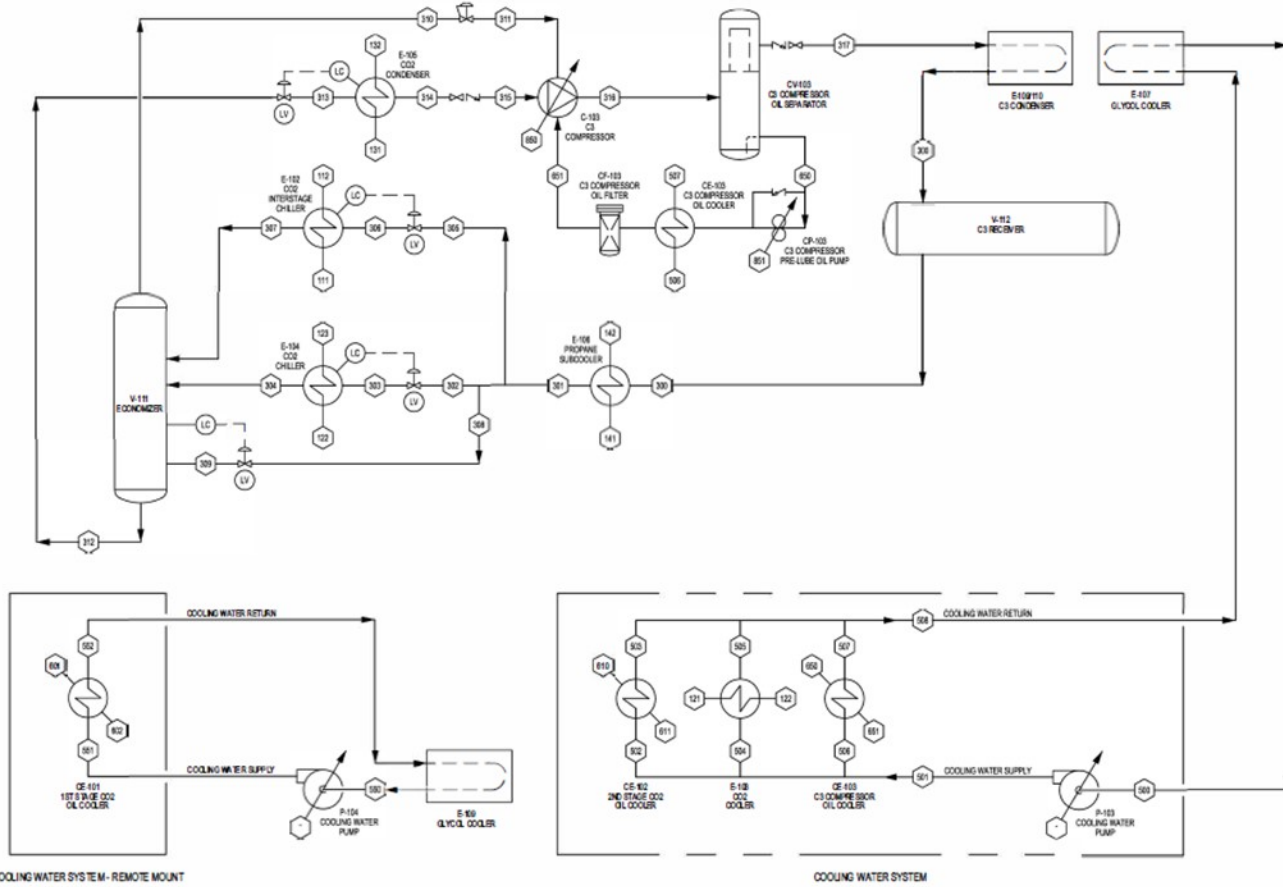 310
311
317
132
E-105
CO2
CONDENSER
LC
313
314
315
316
LV
131
C-103
C3
COMPRESSOR
650
CV-103
C3 COMPRESSOR
OIL SEPARATOR
E-109/110
C3 CONDENSER
E-107
GLYCOL COOLER
300
E-102
CO2
INTERSTAGE
CHILLER
112
LC
307
306
305
LV
111
651
CF-103
C3 COMPRESSOR
OIL FILTER
507
CE-103
C3 COMPRESSOR
OIL COOLER
506
650
851
CP-103
C3 COMPRESSOR
PRE-LUBE OIL PUMP
V-112
C3 RECEIVER
E-104
CO2
CHILLER
123
LC
304
303
302
LV
122
308
301
PROPANE
SUBCOOLER
142
300
141
V-111
ECONOMIZER
LC
309
LV
312
COOLING WATER RETURN
552
601
602
551
COOLING WATER SUPPLY
CE-101
1ST STAGE CO2
OIL COOLER
P-104
COOLING WATER
PUMP
-
550
E-109
GLYCOL COOLER
COOLING WATER RETURN
508
503
505
507
610
611
121
122
650
651
502
504
506
501
COOLING WATER SUPPLY
500
CE-102
2ND STAGE CO2
OIL COOLER
E-103
CO2
COOLER
CE-103
C3 COMPRESSOR
OIL COOLER
P-103
COOLING WATER
PUMP
-
OOLING WATER SYSTEM - REMOTE MOUNT
COOLING WATER SYSTEM